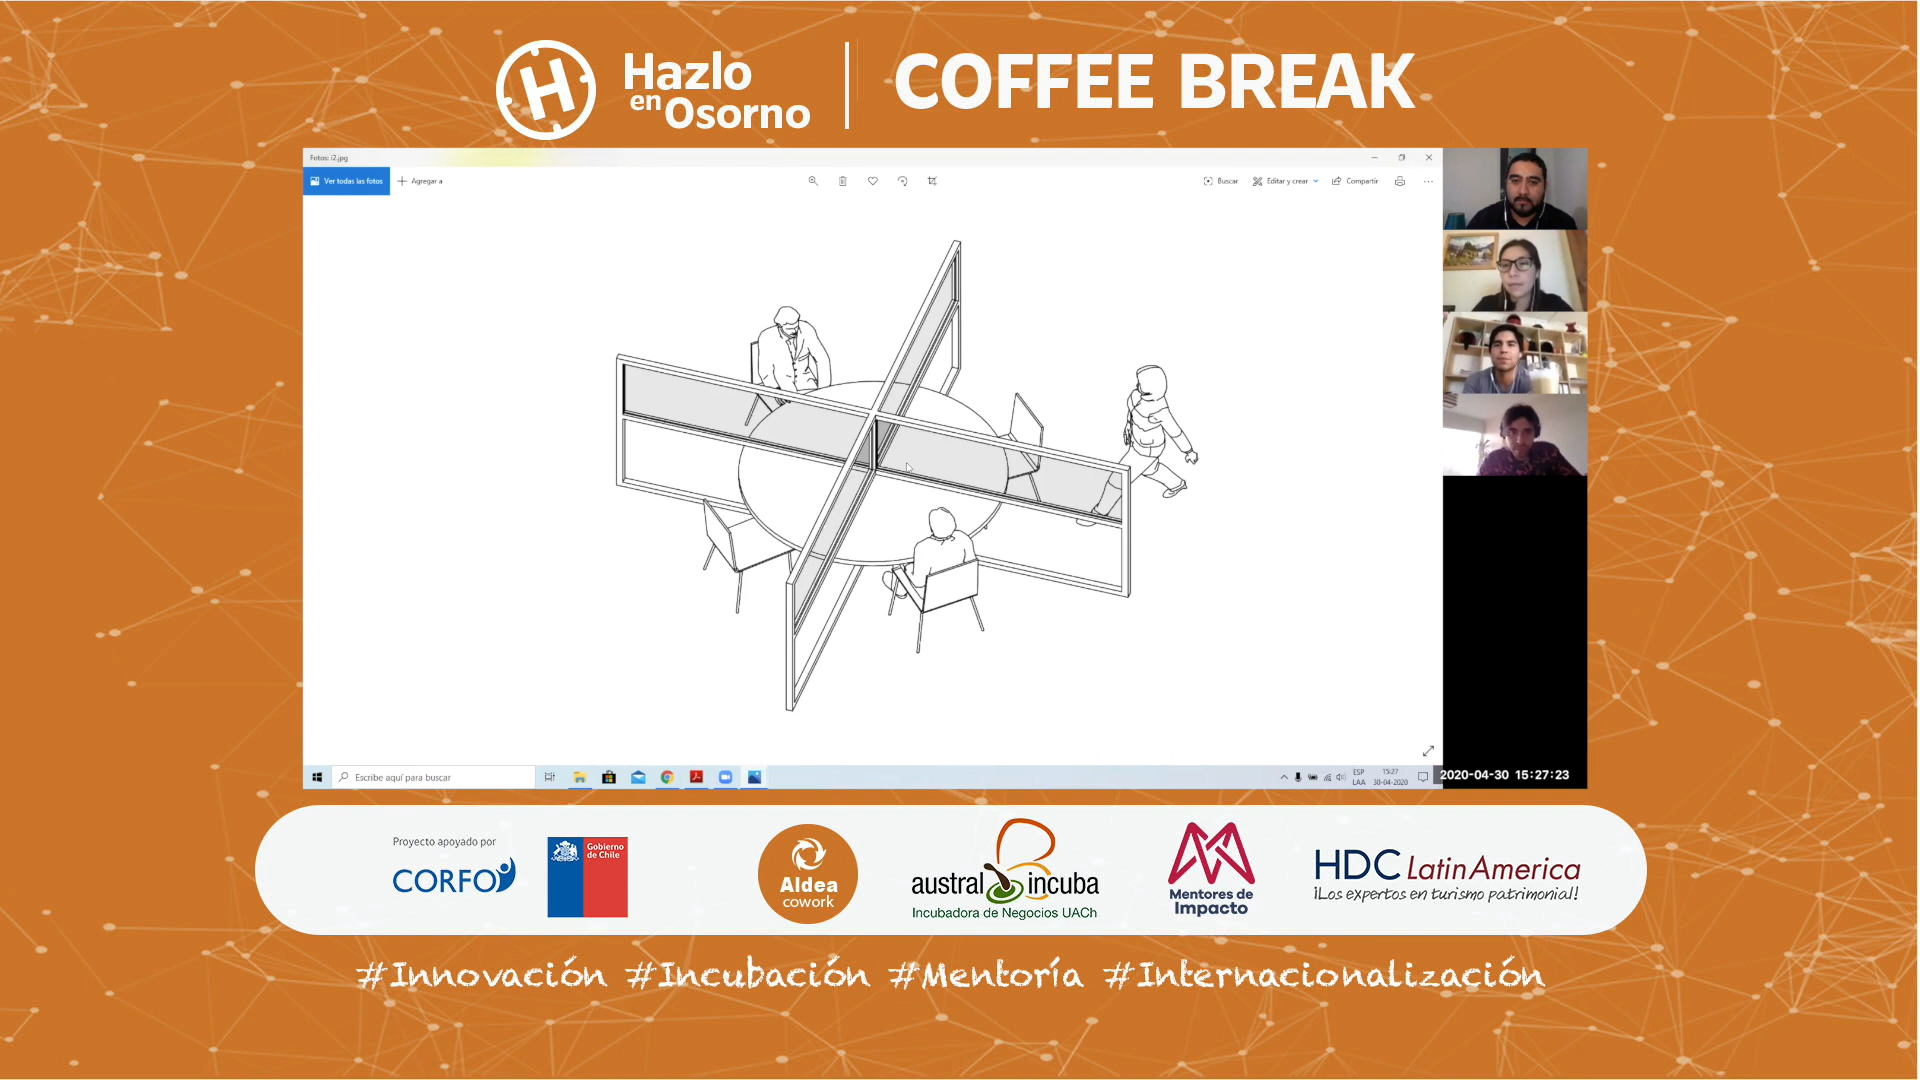 Hazlo
en Osorno
COFFEE BREAK
Fotos: i2.jpg
Ver todas las fotos
Agregar a
Buscar
Editar y crear
Compartir
Escribe aquí para buscar
ESP
LAA
15:27
30-04-2020
2020-04-30 15:27:23
Proyecto apoyado por
CORFO
Gobierno
de Chile
Aldea
cowork
austral incuba
Incubadora de Negocios UACh
Mentores de
Impacto
HDC LatinAmerica
¡Los expertos en turismo patrimonial!
#Innovación #Incubación #Mentoría #Internacionalización